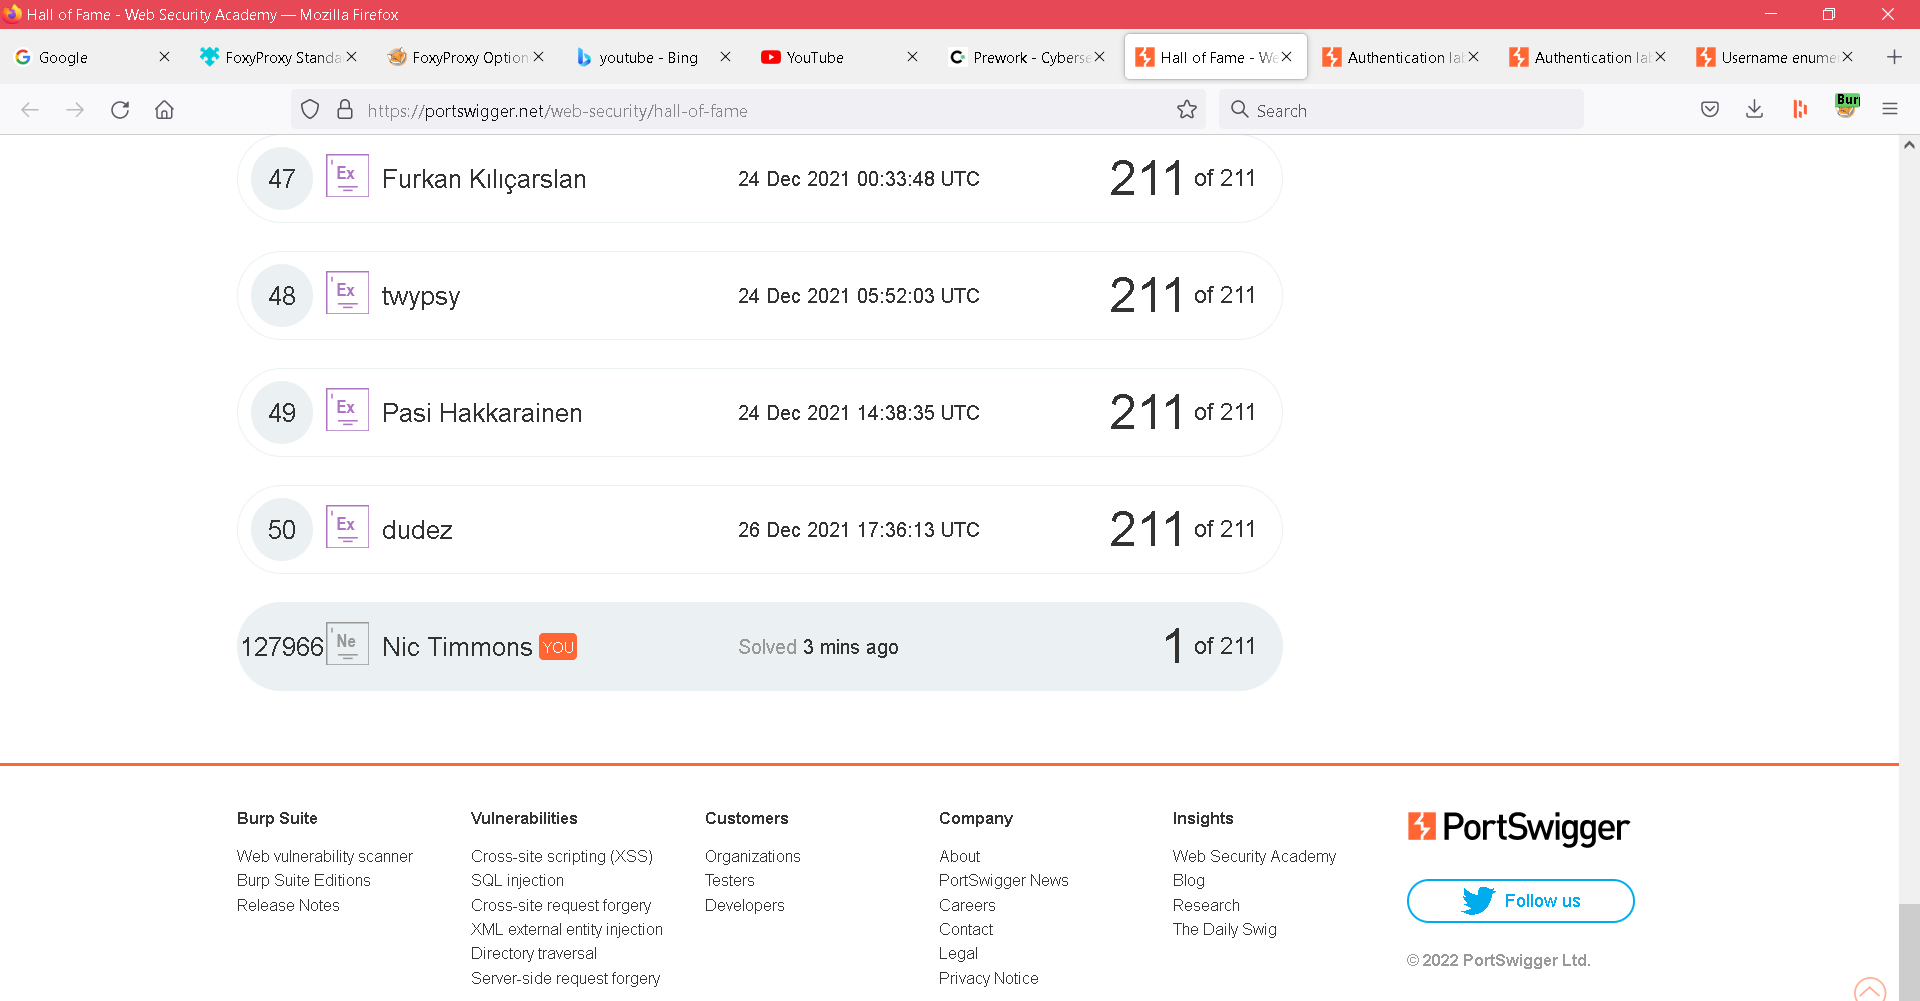 Hall of Fame - Web Security Academy — Mozilla Firefox
Google
FoxyProxy Standa
FoxyProxy Option
youtube - Bing
YouTube
Prework - Cyberse
Hall of Fame - We
Authentication lab
Authentication lab
Username enume
https://portswigger.net/web-security/hall-of-fame
Search
Bur
47 Ex Furkan Kılıçarslan 24 Dec 2021 00:33:48 UTC 211 of 211
48 Ex twypsy 24 Dec 2021 05:52:03 UTC 211 of 211
49 Ex Pasi Hakkarainen 24 Dec 2021 14:38:35 UTC 211 of 211
50 Ex dudez 26 Dec 2021 17:36:13 UTC 211 of 211
127966 Ne Nic Timmons YOU Solved 3 mins ago 1 of 211
Burp Suite
Web vulnerability scanner
Burp Suite Editions
Release Notes
Vulnerabilities
Cross-site scripting (XSS)
SQL injection
Cross-site request forgery
XML external entity injection
Directory traversal
Server-side request forgery
Customers
Organizations
Testers
Developers
Company
About
PortSwigger News
Careers
Contact
Legal
Privacy Notice
Insights
Web Security Academy
Blog
Research
The Daily Swig
PortSwigger
Follow us
© 2022 PortSwigger Ltd.